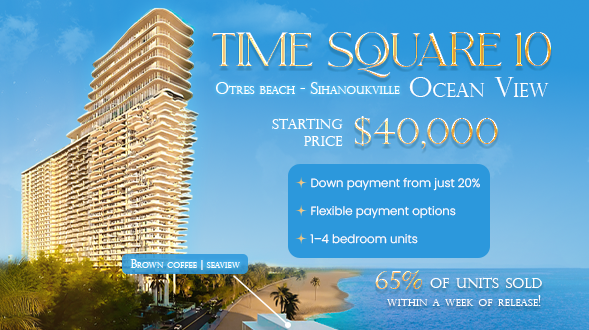 TIME SQUARE 10
OTRES BEACH - SIHANOUKVILLE OCEAN VIEW
STARTING PRICE $40,000
Down payment from just 20%
Flexible payment options
1–4 bedroom units
BROWN COFFEE | SEAVIEW
65% OF UNITS SOLD
WITHIN A WEEK OF RELEASE!